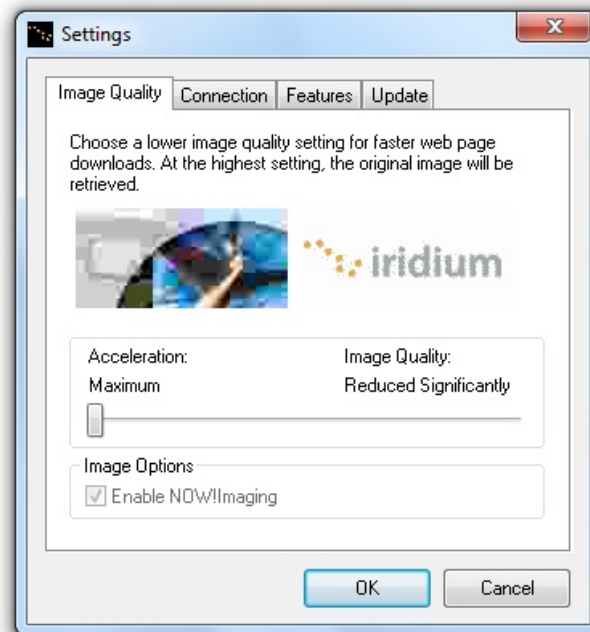 Settings
Image Quality
Connection
Features
Update
Choose a lower image quality setting for faster web page
downloads. At the highest setting, the original image will be
retrieved.
iridium
Acceleration:
Image Quality:
Maximum
Reduced Significantly
Image Options
Enable NOW!Imaging
OK
Cancel